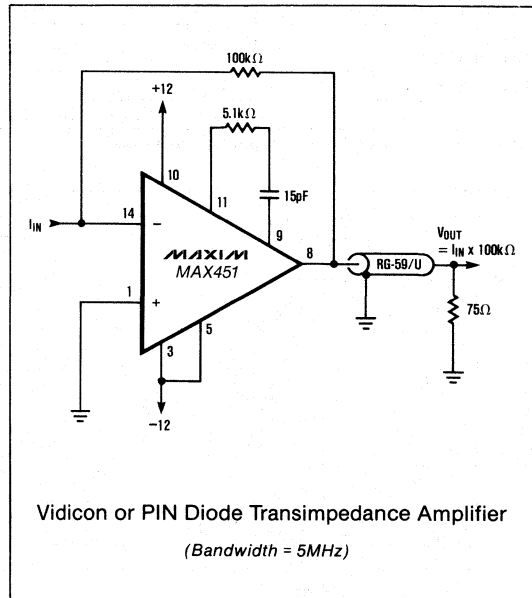 100kΩ
+12
5.1kΩ
10
11
15pF
IIN
14
−
9
MAXIM
MAX451
8
VOUT
= IIN x 100kΩ
RG-59/U
1
+
5
3
75Ω
−12
Vidicon or PIN Diode Transimpedance Amplifier
(Bandwidth = 5MHz)